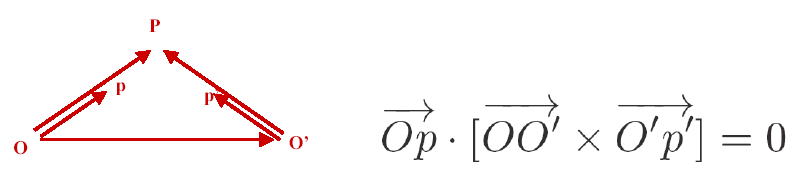 P
p
p
O
O'
$\overrightarrow{Op} \cdot [\overrightarrow{OO'} \times \overrightarrow{O'p'}] = 0$